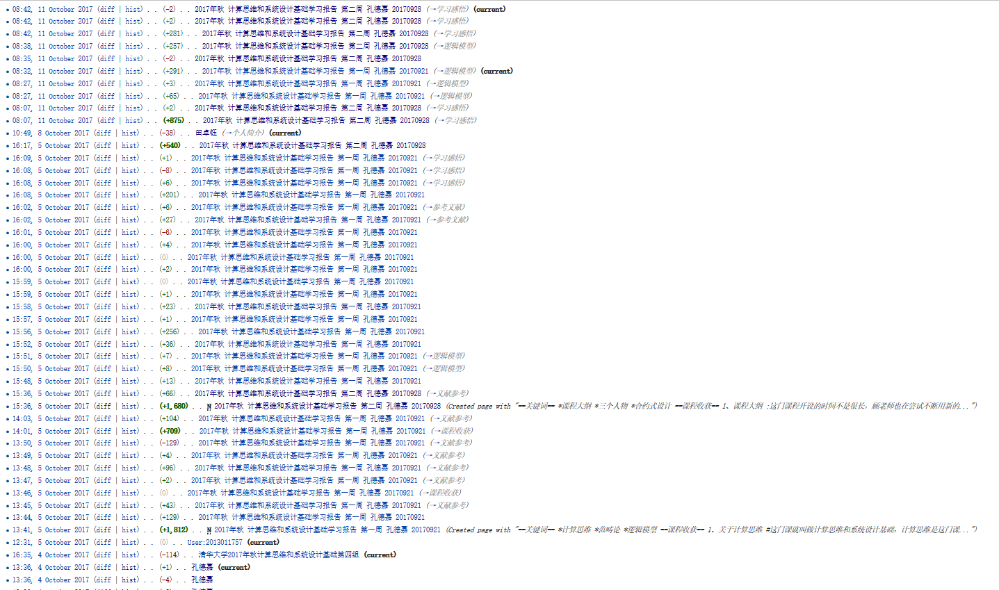 08:42, 11 October 2017 (diff | hist) . . (-2) . . 2017年秋 计算思维和系统设计基础学习报告 第二周 孔德嘉 20170928 (→学习感悟) (current)
08:42, 11 October 2017 (diff | hist) . . (+2) . . 2017年秋 计算思维和系统设计基础学习报告 第二周 孔德嘉 20170928 (→学习感悟)
08:42, 11 October 2017 (diff | hist) . . (+281) . . 2017年秋 计算思维和系统设计基础学习报告 第二周 孔德嘉 20170928 (→学习感悟)
08:38, 11 October 2017 (diff | hist) . . (+257) . . 2017年秋 计算思维和系统设计基础学习报告 第二周 孔德嘉 20170928 (→逻辑模型)
08:35, 11 October 2017 (diff | hist) . . (-2) . . 2017年秋 计算思维和系统设计基础学习报告 第二周 孔德嘉 20170928
08:32, 11 October 2017 (diff | hist) . . (+291) . . 2017年秋 计算思维和系统设计基础学习报告 第一周 孔德嘉 20170921 (→逻辑模型) (current)
08:27, 11 October 2017 (diff | hist) . . (+3) . . 2017年秋 计算思维和系统设计基础学习报告 第一周 孔德嘉 20170921 (→逻辑模型)
08:27, 11 October 2017 (diff | hist) . . (+65) . . 2017年秋 计算思维和系统设计基础学习报告 第一周 孔德嘉 20170921 (→逻辑模型)
08:07, 11 October 2017 (diff | hist) . . (+2) . . 2017年秋 计算思维和系统设计基础学习报告 第二周 孔德嘉 20170928 (→学习感悟)
08:07, 11 October 2017 (diff | hist) . . (+875) . . 2017年秋 计算思维和系统设计基础学习报告 第二周 孔德嘉 20170928 (→学习感悟)
10:49, 8 October 2017 (diff | hist) . . (-38) . . 田卓钰 (→个人简介) (current)
16:17, 5 October 2017 (diff | hist) . . (+540) . . 2017年秋 计算思维和系统设计基础学习报告 第二周 孔德嘉 20170928
16:09, 5 October 2017 (diff | hist) . . (+1) . . 2017年秋 计算思维和系统设计基础学习报告 第一周 孔德嘉 20170921 (→学习感悟)
16:08, 5 October 2017 (diff | hist) . . (-8) . . 2017年秋 计算思维和系统设计基础学习报告 第一周 孔德嘉 20170921 (→学习感悟)
16:08, 5 October 2017 (diff | hist) . . (+6) . . 2017年秋 计算思维和系统设计基础学习报告 第一周 孔德嘉 20170921 (→学习感悟)
16:08, 5 October 2017 (diff | hist) . . (+201) . . 2017年秋 计算思维和系统设计基础学习报告 第一周 孔德嘉 20170921
16:02, 5 October 2017 (diff | hist) . . (+6) . . 2017年秋 计算思维和系统设计基础学习报告 第一周 孔德嘉 20170921 (→参考文献)
16:02, 5 October 2017 (diff | hist) . . (+27) . . 2017年秋 计算思维和系统设计基础学习报告 第一周 孔德嘉 20170921 (→参考文献)
16:01, 5 October 2017 (diff | hist) . . (-6) . . 2017年秋 计算思维和系统设计基础学习报告 第一周 孔德嘉 20170921
16:00, 5 October 2017 (diff | hist) . . (+4) . . 2017年秋 计算思维和系统设计基础学习报告 第一周 孔德嘉 20170921
16:00, 5 October 2017 (diff | hist) . . (0) . . 2017年秋 计算思维和系统设计基础学习报告 第一周 孔德嘉 20170921
16:00, 5 October 2017 (diff | hist) . . (+2) . . 2017年秋 计算思维和系统设计基础学习报告 第一周 孔德嘉 20170921
15:59, 5 October 2017 (diff | hist) . . (0) . . 2017年秋 计算思维和系统设计基础学习报告 第一周 孔德嘉 20170921
15:59, 5 October 2017 (diff | hist) . . (+1) . . 2017年秋 计算思维和系统设计基础学习报告 第一周 孔德嘉 20170921
15:58, 5 October 2017 (diff | hist) . . (+23) . . 2017年秋 计算思维和系统设计基础学习报告 第一周 孔德嘉 20170921
15:57, 5 October 2017 (diff | hist) . . (+1) . . 2017年秋 计算思维和系统设计基础学习报告 第一周 孔德嘉 20170921
15:56, 5 October 2017 (diff | hist) . . (+256) . . 2017年秋 计算思维和系统设计基础学习报告 第一周 孔德嘉 20170921
15:52, 5 October 2017 (diff | hist) . . (+36) . . 2017年秋 计算思维和系统设计基础学习报告 第一周 孔德嘉 20170921
15:51, 5 October 2017 (diff | hist) . . (+7) . . 2017年秋 计算思维和系统设计基础学习报告 第一周 孔德嘉 20170921 (→逻辑模型)
15:50, 5 October 2017 (diff | hist) . . (+8) . . 2017年秋 计算思维和系统设计基础学习报告 第一周 孔德嘉 20170921 (→逻辑模型)
15:48, 5 October 2017 (diff | hist) . . (+13) . . 2017年秋 计算思维和系统设计基础学习报告 第一周 孔德嘉 20170921
15:36, 5 October 2017 (diff | hist) . . (+66) . . 2017年秋 计算思维和系统设计基础学习报告 第二周 孔德嘉 20170928 (→文献参考)
15:36, 5 October 2017 (diff | hist) . . (+1,680) . . N 2017年秋 计算思维和系统设计基础学习报告 第二周 孔德嘉 20170928 (Created page with "==关键词== *课程大纲 *三个人物 *合约式设计 ==课程收获== 1、课程大纲 :这门课程开设的时间不是很长，顾老师也在尝试不断用新的...")
14:03, 5 October 2017 (diff | hist) . . (+104) . . 2017年秋 计算思维和系统设计基础学习报告 第一周 孔德嘉 20170921 (→文献参考)
14:01, 5 October 2017 (diff | hist) . . (+709) . . 2017年秋 计算思维和系统设计基础学习报告 第一周 孔德嘉 20170921 (→课程收获)
13:50, 5 October 2017 (diff | hist) . . (-129) . . 2017年秋 计算思维和系统设计基础学习报告 第一周 孔德嘉 20170921 (→文献参考)
13:49, 5 October 2017 (diff | hist) . . (+4) . . 2017年秋 计算思维和系统设计基础学习报告 第一周 孔德嘉 20170921 (→文献参考)
13:48, 5 October 2017 (diff | hist) . . (+96) . . 2017年秋 计算思维和系统设计基础学习报告 第一周 孔德嘉 20170921 (→文献参考)
13:47, 5 October 2017 (diff | hist) . . (+2) . . 2017年秋 计算思维和系统设计基础学习报告 第一周 孔德嘉 20170921 (→文献参考)
13:46, 5 October 2017 (diff | hist) . . (0) . . 2017年秋 计算思维和系统设计基础学习报告 第一周 孔德嘉 20170921 (→课程收获)
13:45, 5 October 2017 (diff | hist) . . (+43) . . 2017年秋 计算思维和系统设计基础学习报告 第一周 孔德嘉 20170921 (→文献参考)
13:44, 5 October 2017 (diff | hist) . . (+129) . . 2017年秋 计算思维和系统设计基础学习报告 第一周 孔德嘉 20170921
13:41, 5 October 2017 (diff | hist) . . (+1,812) . . N 2017年秋 计算思维和系统设计基础学习报告 第一周 孔德嘉 20170921 (Created page with "==关键词== *计算思维 *范畴论 *逻辑模型 ==课程收获== 1、关于计算思维 #这门课就叫做计算思维和系统设计基础，计算思维是这门课...")
12:31, 5 October 2017 (diff | hist) . . (0) . . User:2013011757 (current)
16:35, 4 October 2017 (diff | hist) . . (-114) . . 清华大学2017年秋计算思维和系统设计基础第四组 (current)
13:36, 4 October 2017 (diff | hist) . . (+1) . . 孔德嘉 (current)
13:36, 4 October 2017 (diff | hist) . . (-4) . . 孔德嘉